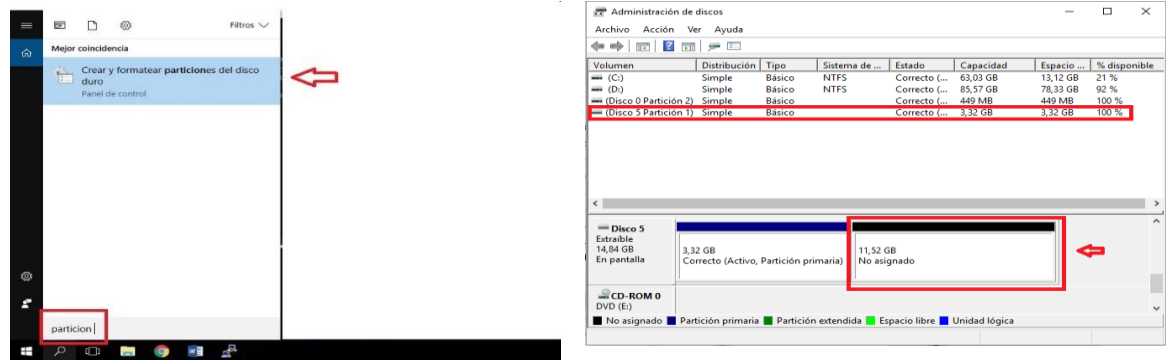 Filtros
Mejor coincidencia
Crear y formatear particiones del disco
duro
Panel de control
particion
Administración de discos
Archivo Acción Ver Ayuda
Volumen Distribución Tipo Sistema de ... Estado Capacidad Espacio ... % disponible
(C:) Simple Básico NTFS Correcto (... 63,03 GB 13,12 GB 21 %
(D:) Simple Básico NTFS Correcto (... 85,57 GB 78,33 GB 92 %
(Disco 0 Partición 2) Simple Básico Correcto (... 449 MB 449 MB 100 %
(Disco 5 Partición 1) Simple Básico Correcto (... 3,32 GB 3,32 GB 100 %
Disco 5
Extraíble
14,84 GB
En pantalla
3,32 GB
Correcto (Activo, Partición primaria)
11,52 GB
No asignado
CD-ROM 0
DVD (E:)
No asignado Partición primaria Partición extendida Espacio libre Unidad lógica